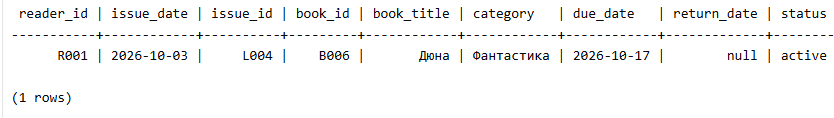 reader_id | issue_date | issue_id | book_id | book_title | category | due_date | return_date | status
----------+------------+----------+---------+------------+------------+------------+-------------+--------
R001 | 2026-10-03 | L004 | B006 | Дюна | Фантастика | 2026-10-17 | null | active
(1 rows)